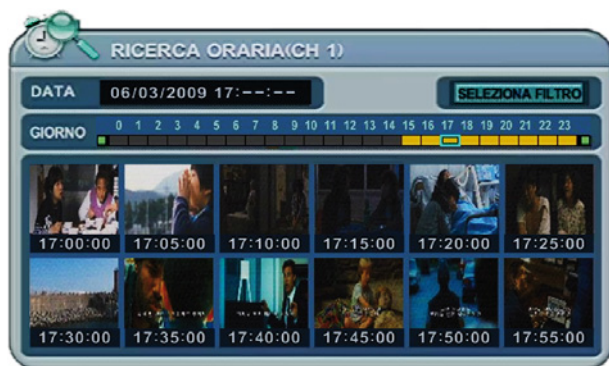 RICERCA ORARIA(CH 1)
DATA 06/03/2009 17:--:-- SELEZIONA FILTRO
GIORNO 0 1 2 3 4 5 6 7 8 9 10 11 12 13 14 15 16 17 18 19 20 21 22 23
17:00:00 17:05:00 17:10:00 17:15:00 17:20:00 17:25:00
17:30:00 17:35:00 17:40:00 17:45:00 17:50:00 17:55:00